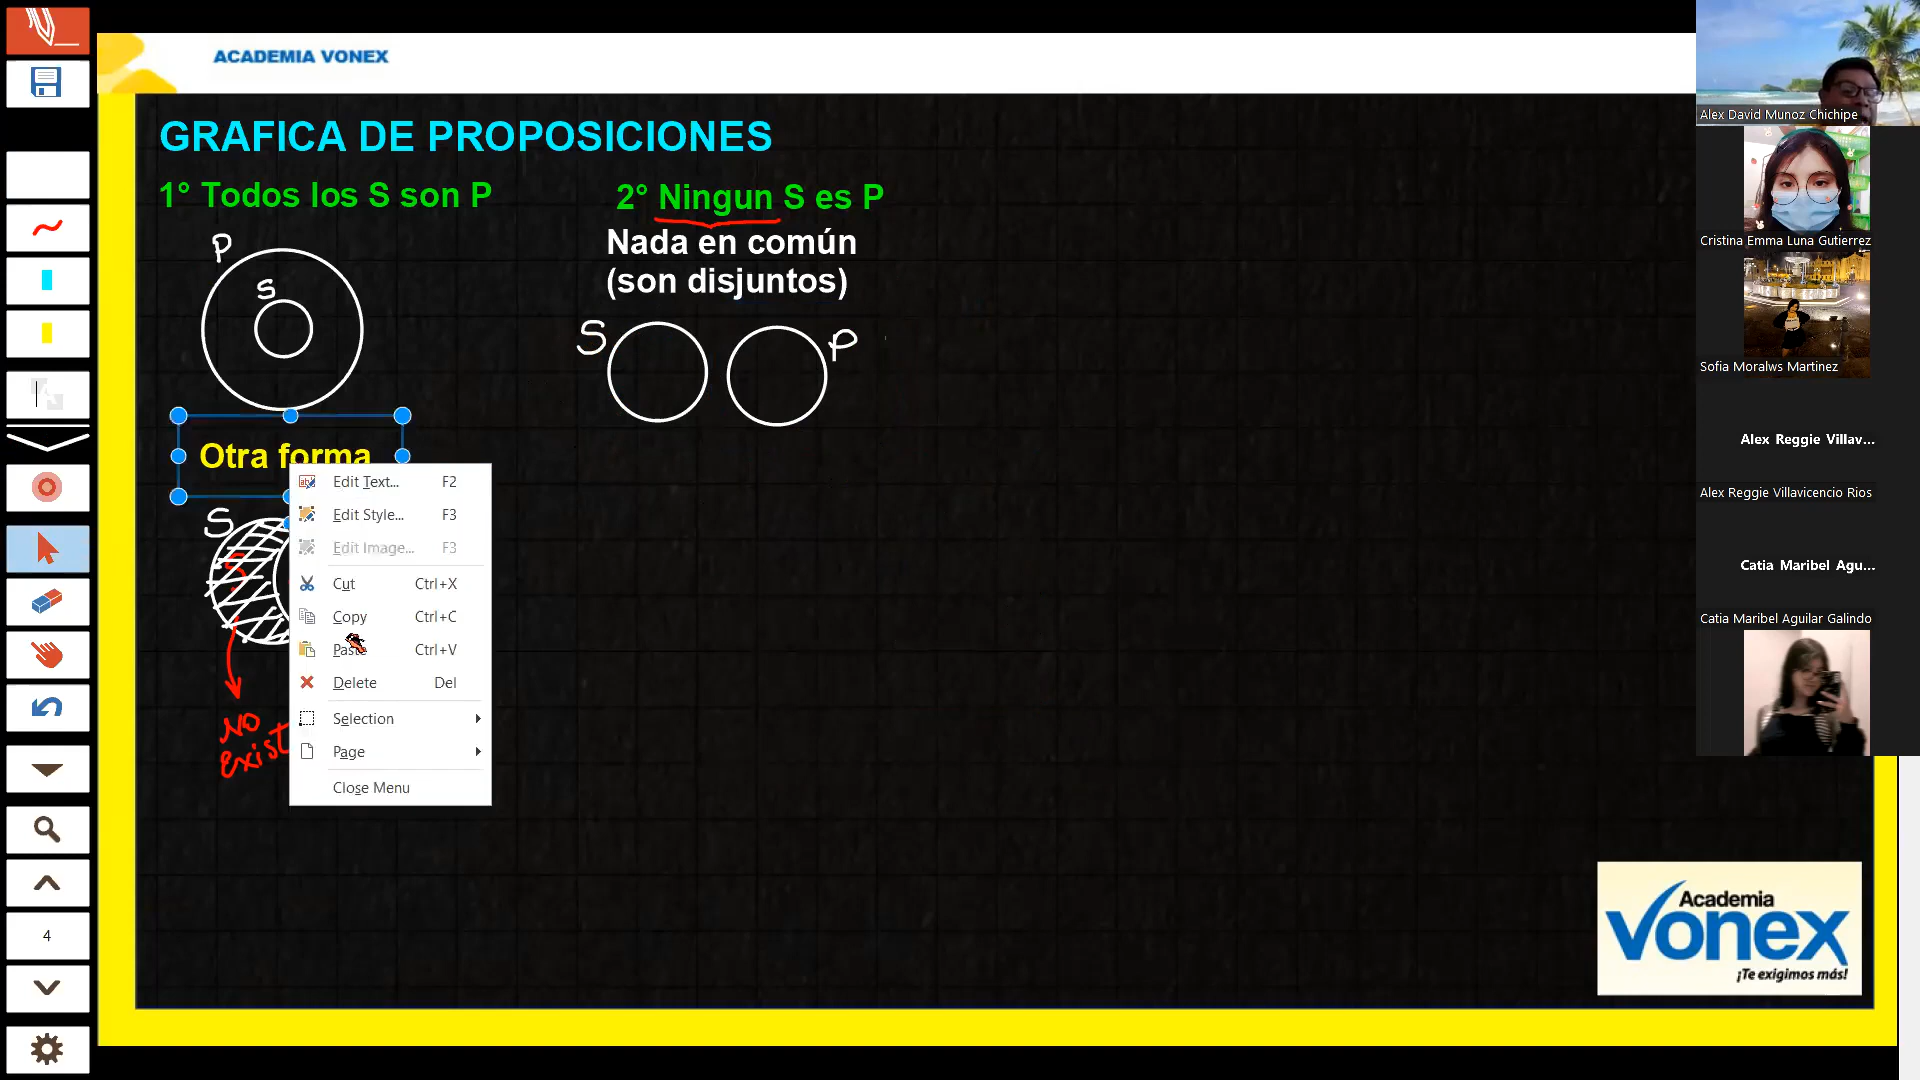 ACADEMIA VONEX
GRAFICA DE PROPOSICIONES
1° Todos los S son P
2° Ningun S es P
Nada en común
(son disjuntos)
P
S
S
P
Otra forma
S
S
NO
Exist
Edit Text... F2
Edit Style... F3
Edit Image... F3
Cut Ctrl+X
Copy Ctrl+C
Paste Ctrl+V
Delete Del
Selection
Page
Close Menu
4
Academia
Vonex
¡Te exigimos más!
Alex David Munoz Chichipe
Cristina Emma Luna Gutierrez
Sofia Moralws Martinez
Alex Reggie Villav...
Alex Reggie Villavicencio Rios
Catia Maribel Agu...
Catia Maribel Aguilar Galindo